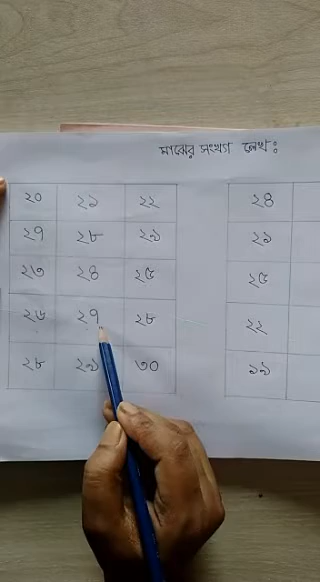 মাঝের সংখ্যা লেখ :
২০ ২১ ২২ ২৪
২৭ ২৮ ২৯ ২১
২৩ ২৪ ২৫ ২৫
২৬ ২৭ ২৮ ২২
২৮ ২৯ ৩০ ১৯